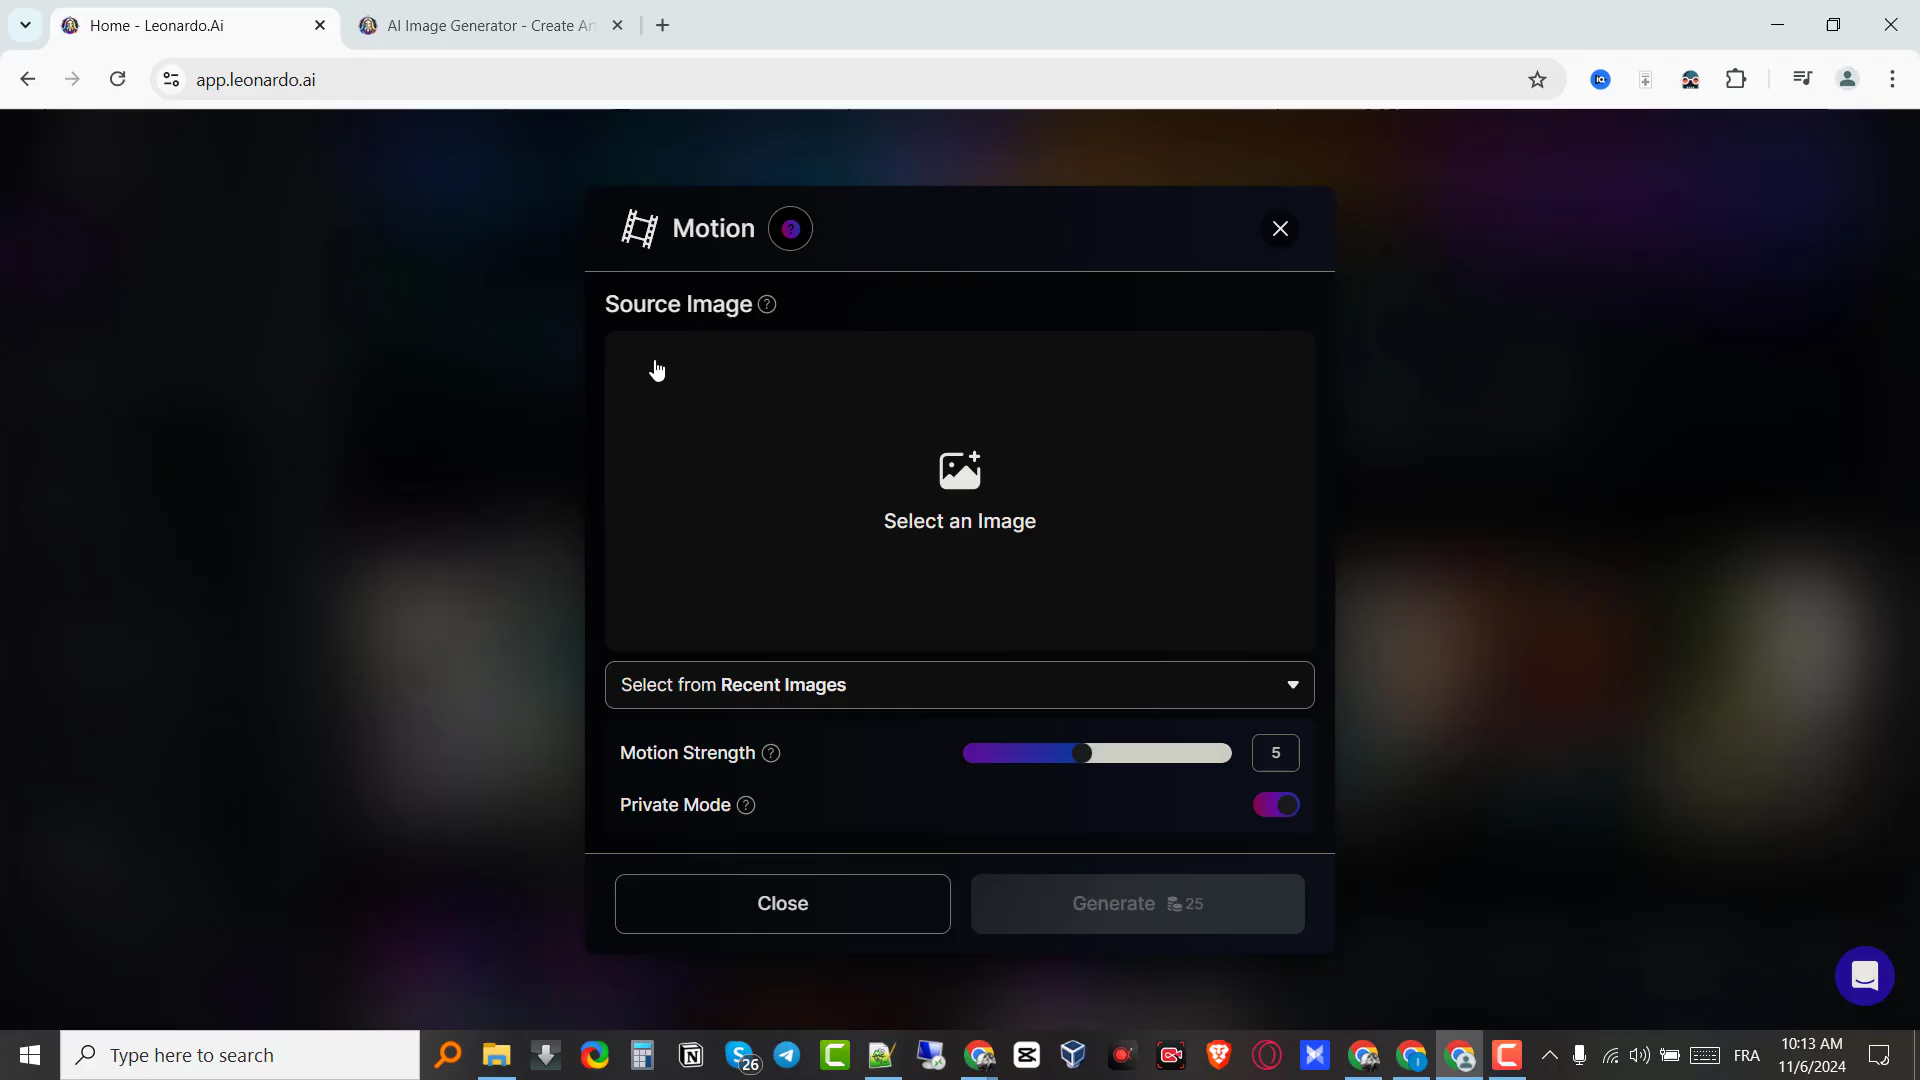 Home - Leonardo.Ai
AI Image Generator - Create Ar
app.leonardo.ai
Motion
?
Source Image ?
Select an Image
Select from Recent Images
Motion Strength ?
5
Private Mode ?
Close
Generate 25
Type here to search
26
FRA
10:13 AM
11/6/2024